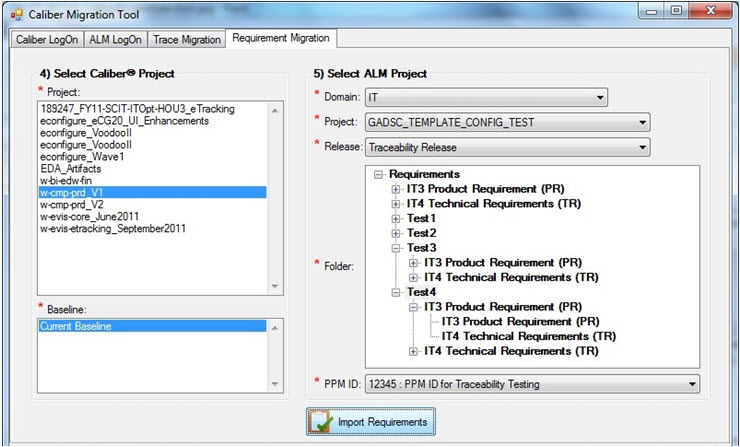 Caliber Migration Tool
Caliber LogOn
ALM LogOn
Trace Migration
Requirement Migration
4) Select Caliber® Project
* Project:
189247_FY11-SCIT-ITOpt-HOU3_eTracking
econfigure_eCG20_UI_Enhancements
econfigure_VoodooII
econfigure_VoodooII
econfigure_Wave1
EDA_Artifacts
w-bi-edw-fin
w-cmp-prd_V1
w-cmp-prd_V2
w-evis-core_June2011
w-evis-etracking_September2011
* Baseline:
Current Baseline
5) Select ALM Project
* Domain: IT
* Project: GADSC_TEMPLATE_CONFIG_TEST
* Release: Traceability Release
* Folder:
Requirements
IT3 Product Requirement (PR)
IT4 Technical Requirements (TR)
Test1
Test2
Test3
IT3 Product Requirement (PR)
IT4 Technical Requirements (TR)
Test4
IT3 Product Requirement (PR)
IT3 Product Requirement (PR)
IT4 Technical Requirements (TR)
IT4 Technical Requirements (TR)
* PPM ID: 12345 : PPM ID for Traceability Testing
Import Requirements